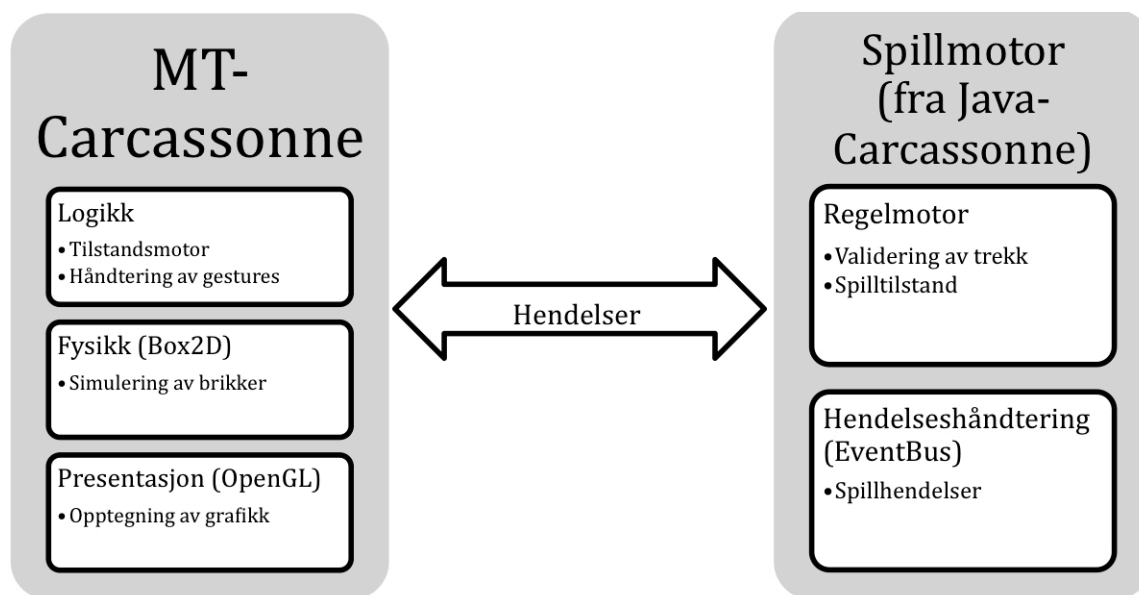 MT-
Carcassonne
Logikk
• Tilstandsmotor
• Håndtering av gestures
Fysikk (Box2D)
• Simulering av brikker
Presentasjon (OpenGL)
• Opptegning av grafikk
Hendelser
Spillmotor
(fra Java-
Carcassonne)
Regelmotor
• Validering av trekk
• Spilltilstand
Hendelseshåndtering
(EventBus)
• Spillhendelser